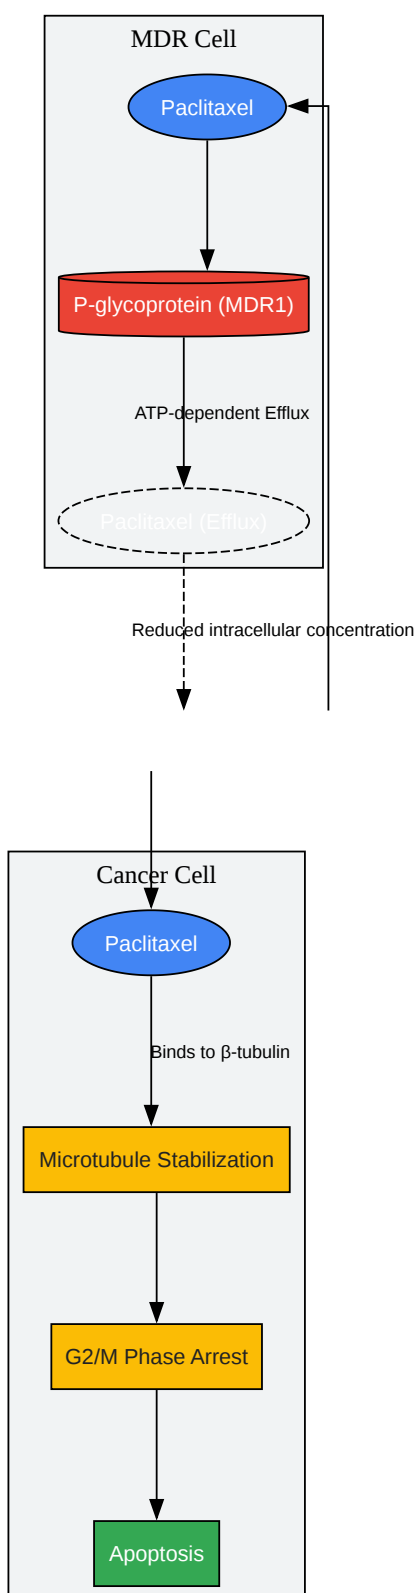 MDR Cell
Paclitaxel
P-glycoprotein (MDR1)
ATP-dependent Efflux
Paclitaxel (Efflux)
Reduced intracellular concentration
Cancer Cell
Paclitaxel
Binds to β-tubulin
Microtubule Stabilization
G2/M Phase Arrest
Apoptosis